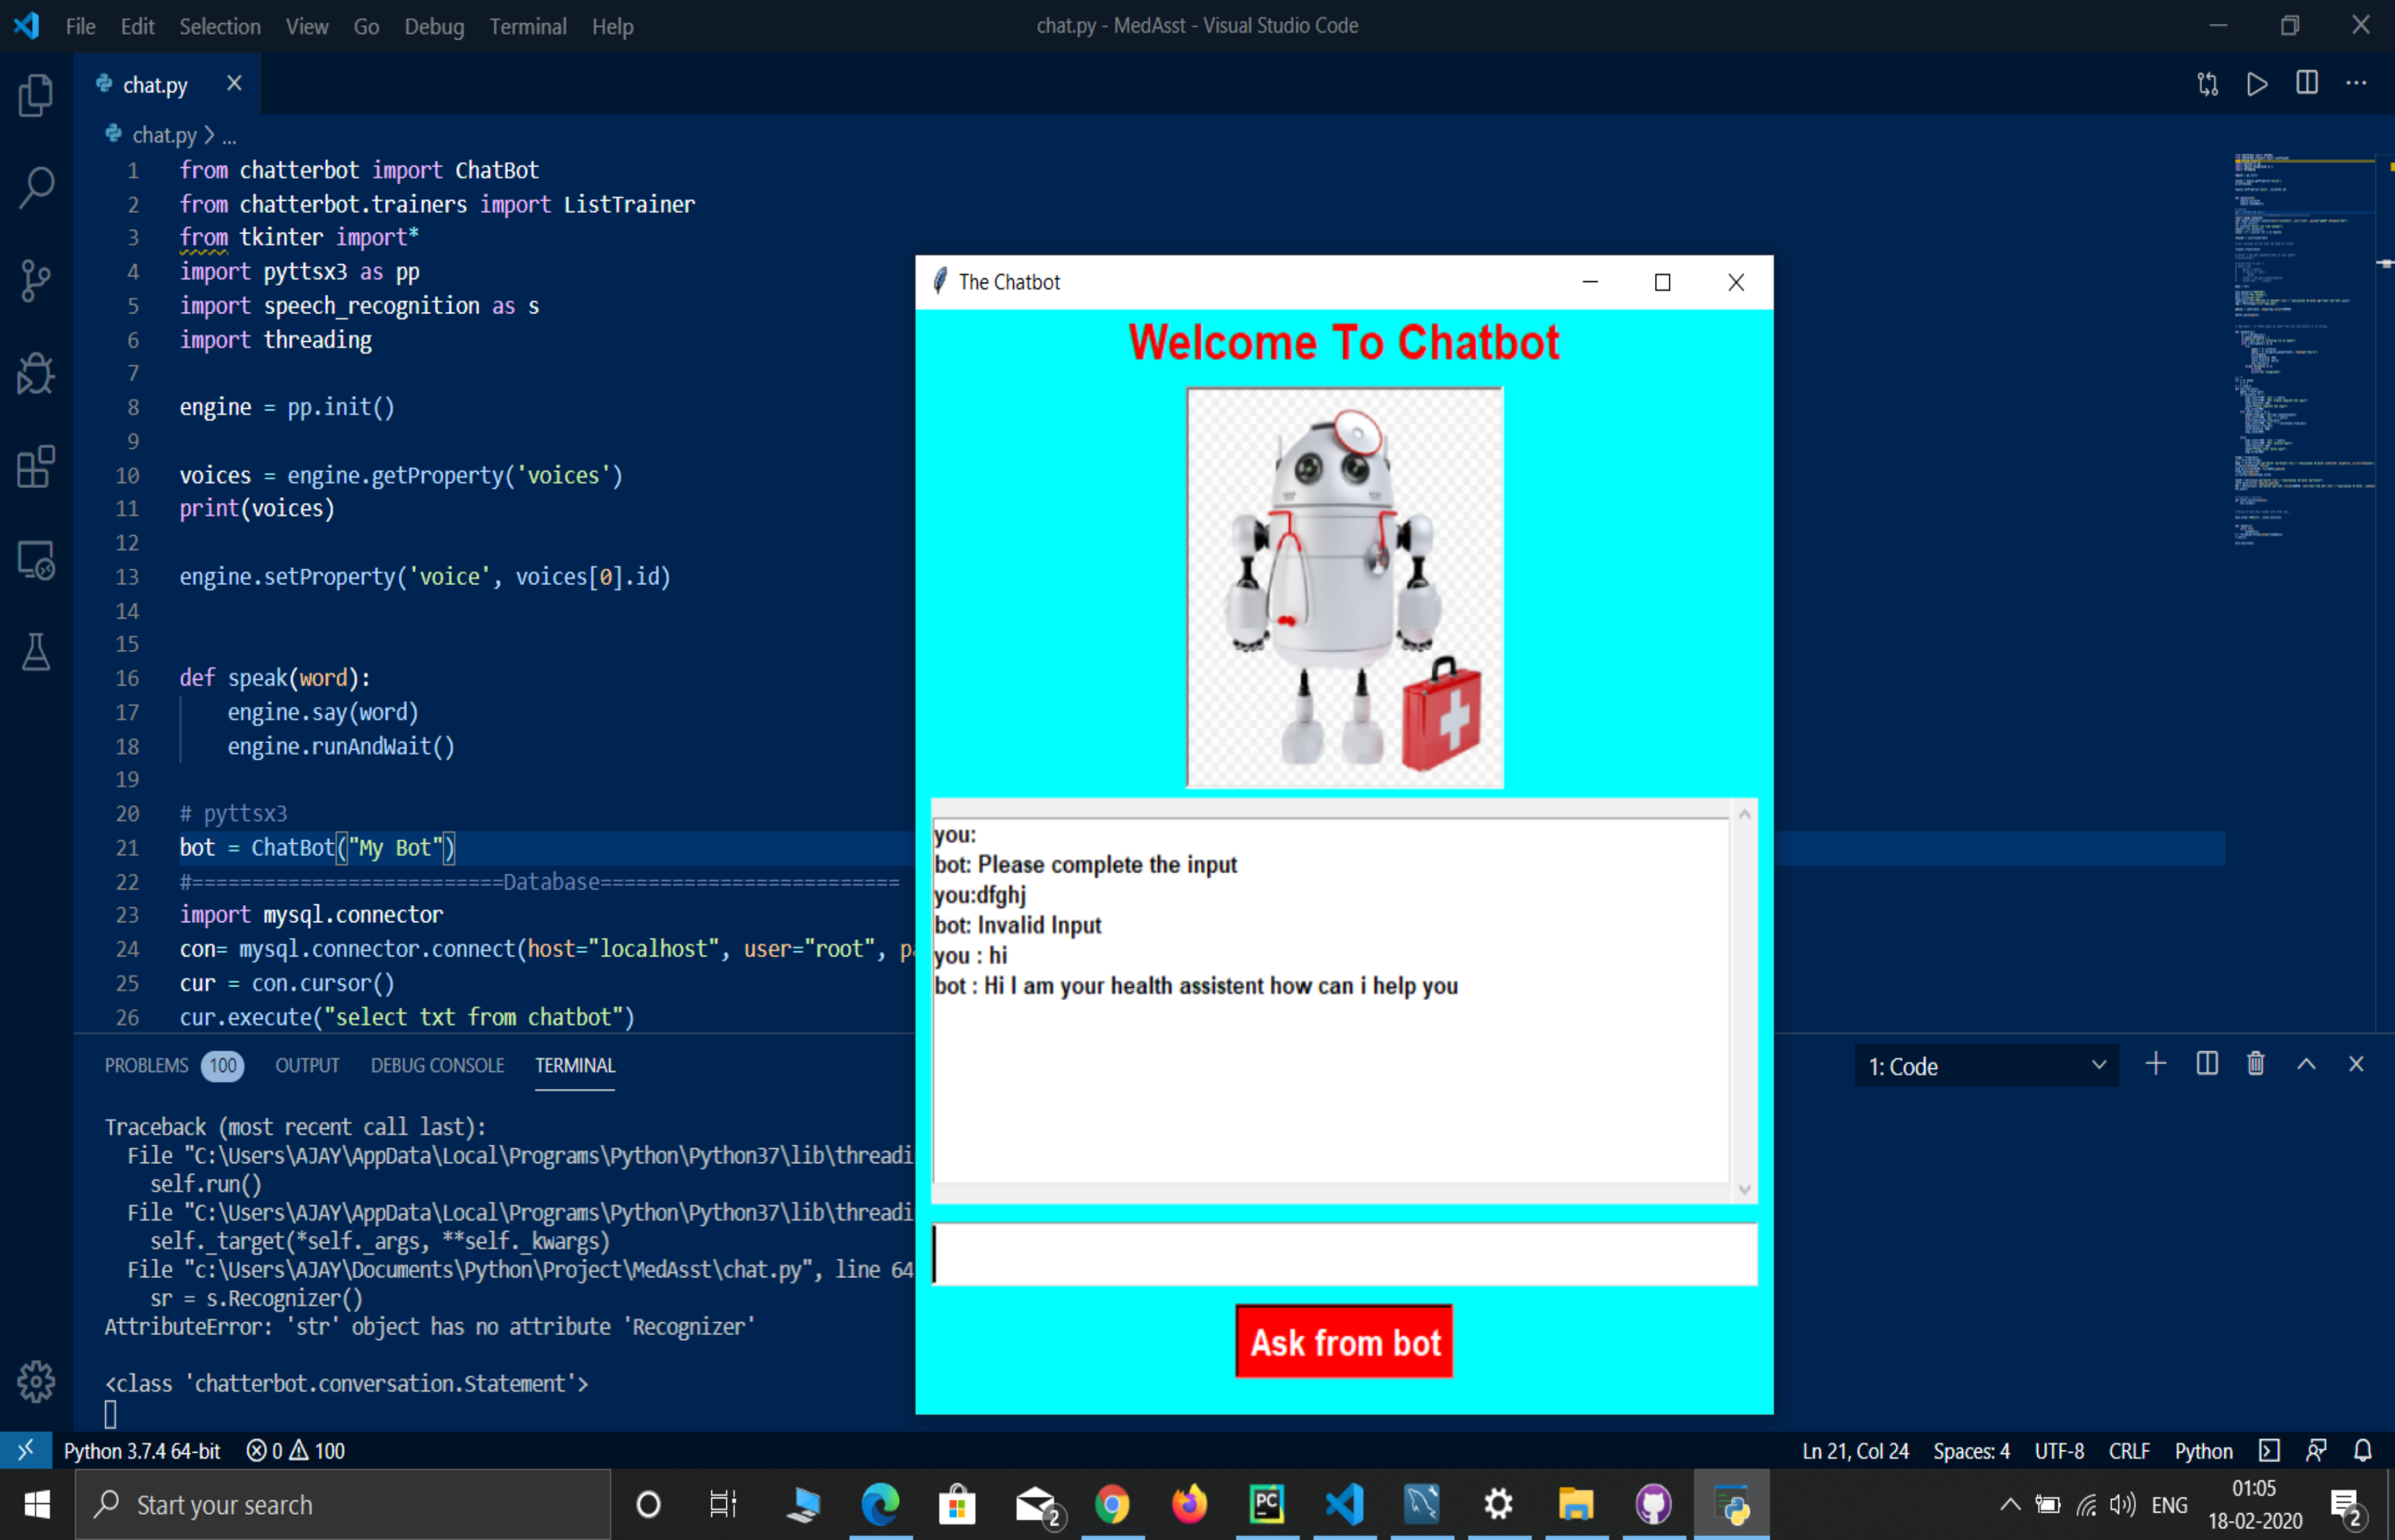 File Edit Selection View Go Debug Terminal Help
chat.py - MedAsst - Visual Studio Code
chat.py
chat.py > ...
1 from chatterbot import ChatBot
2 from chatterbot.trainers import ListTrainer
3 from tkinter import*
4 import pyttsx3 as pp
5 import speech_recognition as s
6 import threading
7
8 engine = pp.init()
9
10 voices = engine.getProperty('voices')
11 print(voices)
12
13 engine.setProperty('voice', voices[0].id)
14
15
16 def speak(word):
17 engine.say(word)
18 engine.runAndWait()
19
20 # pyttsx3
21 bot = ChatBot("My Bot")
22 #==========================Database=======================
23 import mysql.connector
24 con= mysql.connector.connect(host="localhost", user="root",
25 cur = con.cursor()
26 cur.execute("select txt from chatbot")
The Chatbot
Welcome To Chatbot
you:
bot: Please complete the input
you:dfghj
bot: Invalid Input
you : hi
bot : Hi I am your health assistent how can i help you
Ask from bot
PROBLEMS 100 OUTPUT DEBUG CONSOLE TERMINAL
1: Code
Traceback (most recent call last):
File "C:\Users\AJAY\AppData\Local\Programs\Python\Python37\lib\threadi
self.run()
File "C:\Users\AJAY\AppData\Local\Programs\Python\Python37\lib\threadi
self._target(*self._args, **self._kwargs)
File "c:\Users\AJAY\Documents\Python\Project\MedAsst\chat.py", line 64
sr = s.Recognizer()
AttributeError: 'str' object has no attribute 'Recognizer'
<class 'chatterbot.conversation.Statement'>
Python 3.7.4 64-bit 0 100
Ln 21, Col 24 Spaces: 4 UTF-8 CRLF Python
Start your search
2
PC
ENG
01:05
18-02-2020
2